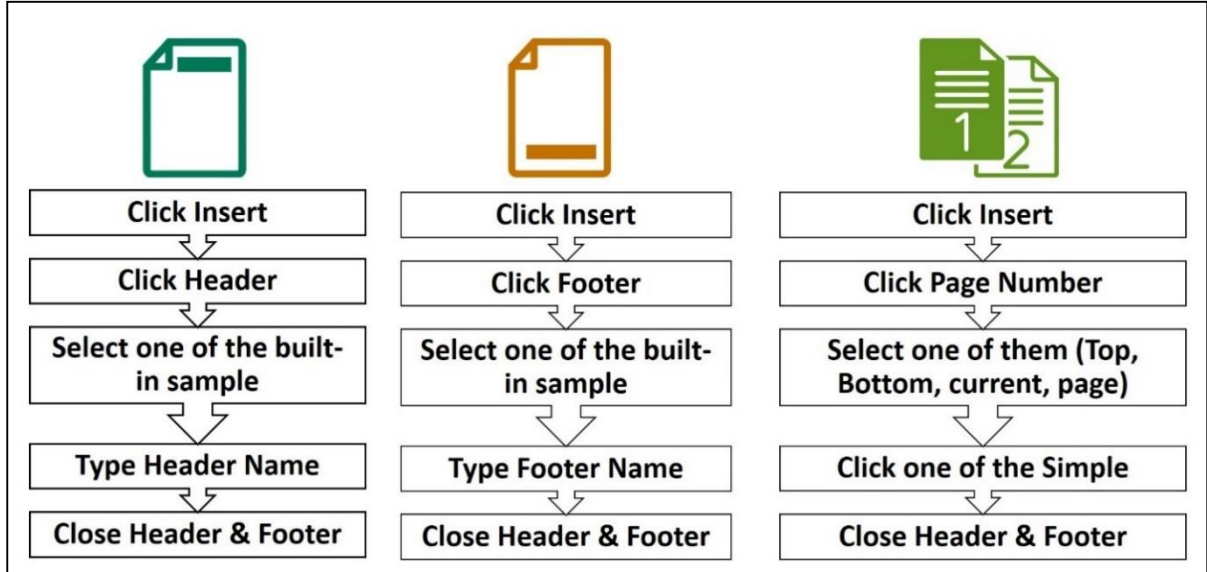 1
2
Click Insert
Click Header
Select one of the built-
in sample
Type Header Name
Close Header & Footer
Click Insert
Click Footer
Select one of the built-
in sample
Type Footer Name
Close Header & Footer
Click Insert
Click Page Number
Select one of them (Top,
Bottom, current, page)
Click one of the Simple
Close Header & Footer